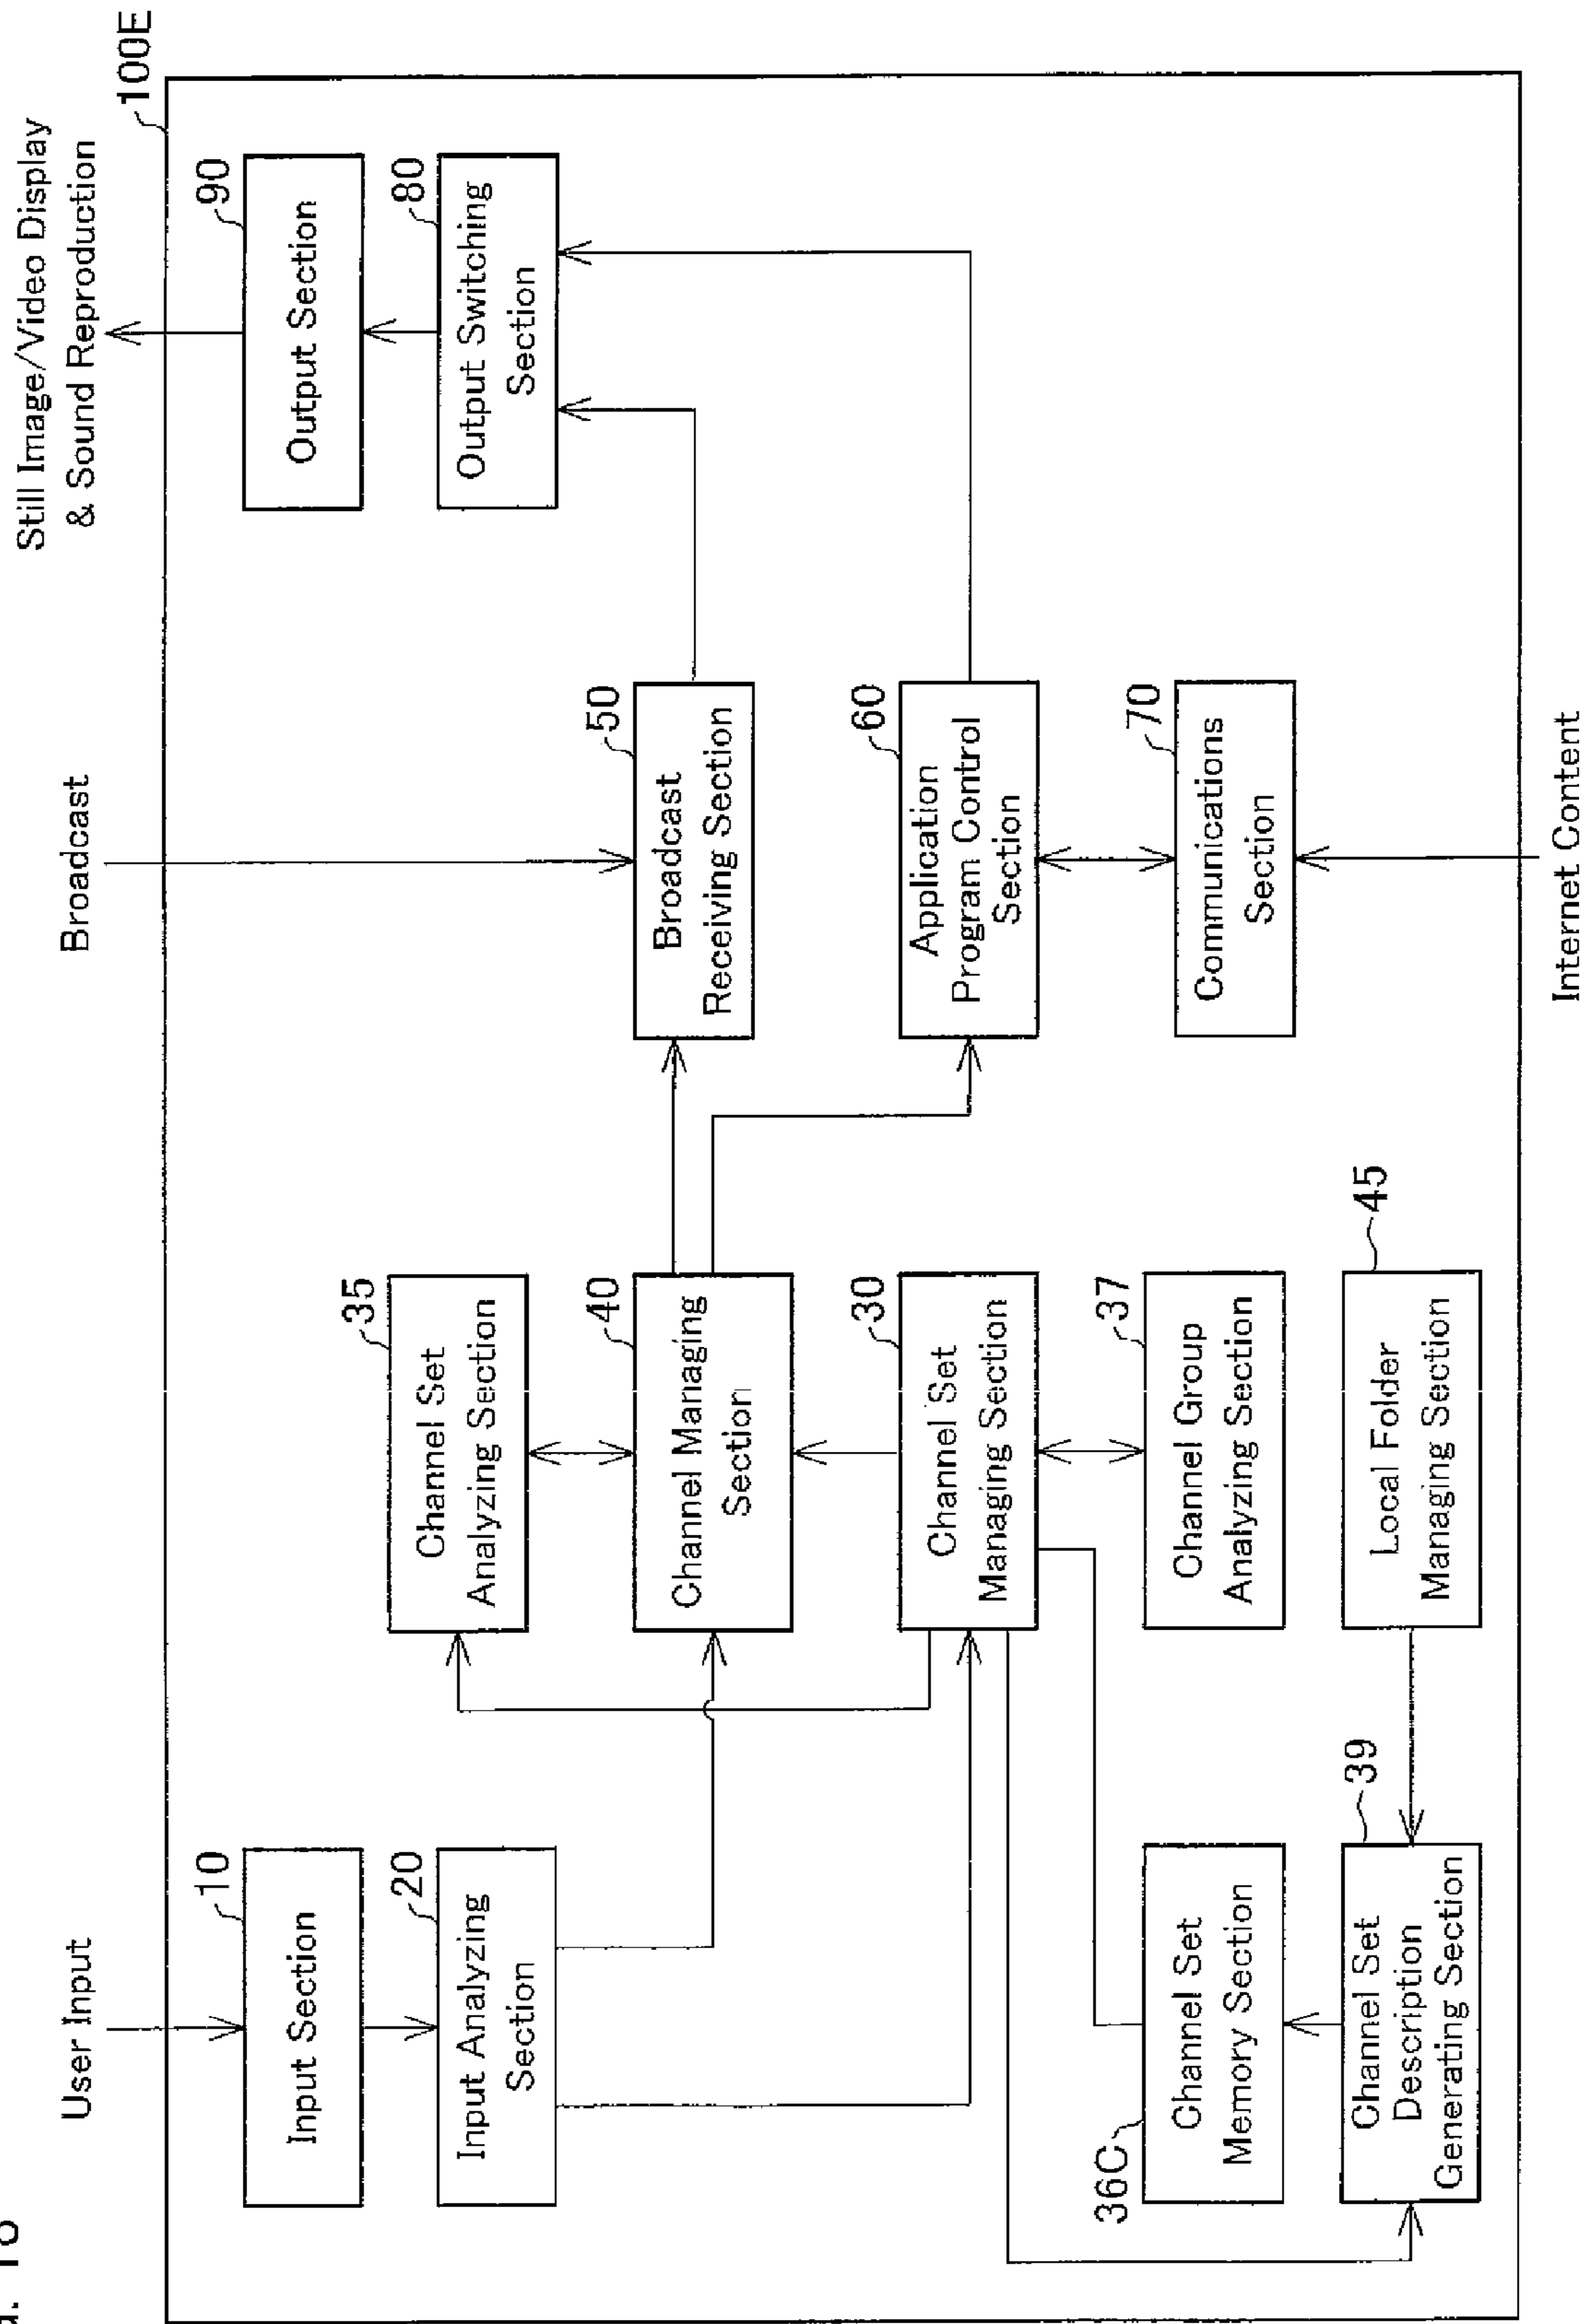 User Input
Broadcast
Still Image/Video Display
& Sound Reproduction
100E
10
Input Section
20
Input Analyzing
Section
35
Channel Set
Analyzing Section
40
Channel Managing
Section
30
Channel Set
Managing Section
37
Channel Group
Analyzing Section
45
Local Folder
Managing Section
36C
Channel Set
Memory Section
39
Channel Set
Description
Generating Section
50
Broadcast
Receiving Section
60
Application
Program Control
Section
70
Communications
Section
90
Output Section
80
Output Switching
Section
Internet Content